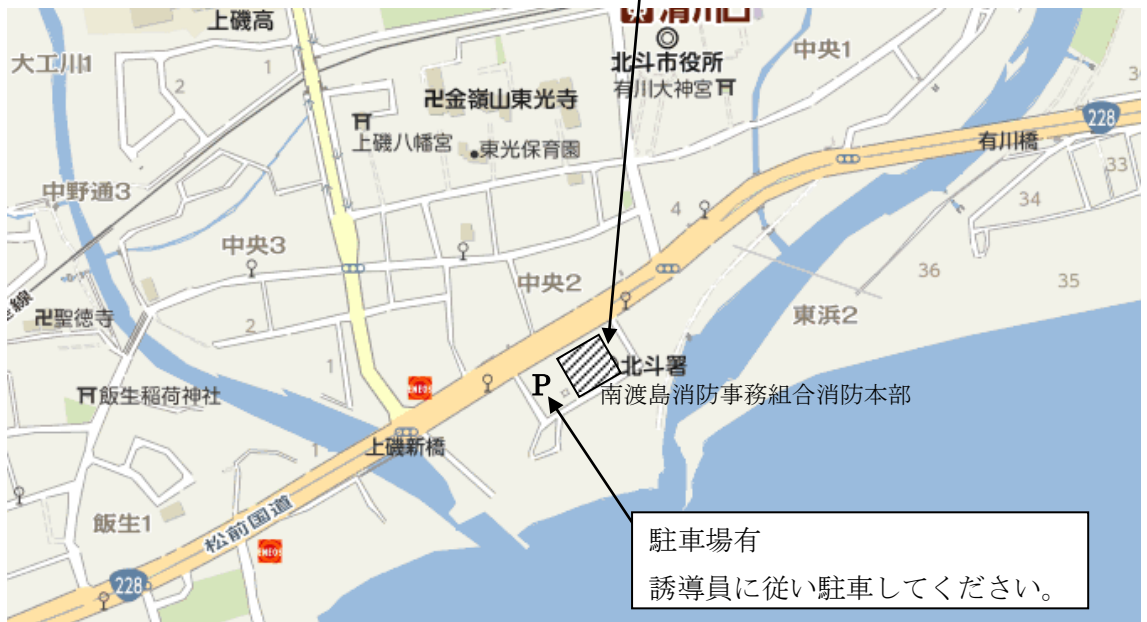 清川口
上磯高
中央1
大工川1
1
2
北斗市役所
有川大神宮
卍金嶺山東光寺
228
上磯八幡宮
東光保育園
有川橋
33
中野通3
34
4
中央3
中央2
36
35
東浜2
卍聖徳寺
2
北斗署
飯生稲荷神社
ENEOS
P
南渡島消防事務組合消防本部
1
上磯新橋
飯生1
松前国道
ENEOS
駐車場有
誘導員に従い駐車してください。
228
1